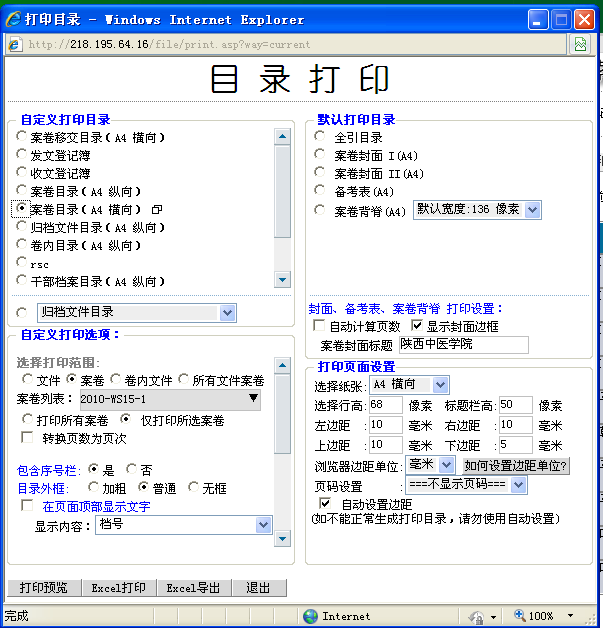 打印目录 - Windows Internet Explorer
http://218.195.64.16/file/print.asp?way=current
目录打印
自定义打印目录
案卷移交目录(A4 横向)
发文登记簿
收文登记簿
案卷目录(A4 纵向)
案卷目录(A4 横向)
归档文件目录(A4 纵向)
卷内目录(A4 纵向)
rsc
干部档案目录(A4 纵向)
归档文件目录
默认打印目录
全引目录
案卷封面 I(A4)
案卷封面 II(A4)
备考表(A4)
案卷背脊(A4) 默认宽度:136 像素
封面、备考表、案卷背脊 打印设置：
自动计算页数 显示封面边框
案卷封面标题 陕西中医学院
自定义打印选项：
选择打印范围:
文件 案卷 卷内文件 所有文件案卷
案卷列表： 2010-WS15-1
打印所有案卷 仅打印所选案卷
转换页数为页次
包含序号栏: 是 否
目录外框: 加粗 普通 无框
在页面顶部显示文字
显示内容： 档号
打印页面设置
选择纸张: A4 横向
选择行高: 68 像素 标题栏高: 50 像素
左边距 : 10 毫米 右边距 : 10 毫米
上边距 : 10 毫米 下边距 : 5 毫米
浏览器边距单位: 毫米 如何设置边距单位?
页码设置 : ===不显示页码===
自动设置边距
(如不能正常生成打印目录，请勿使用自动设置)
打印预览 Excel打印 Excel导出 退出
完成 Internet 100%